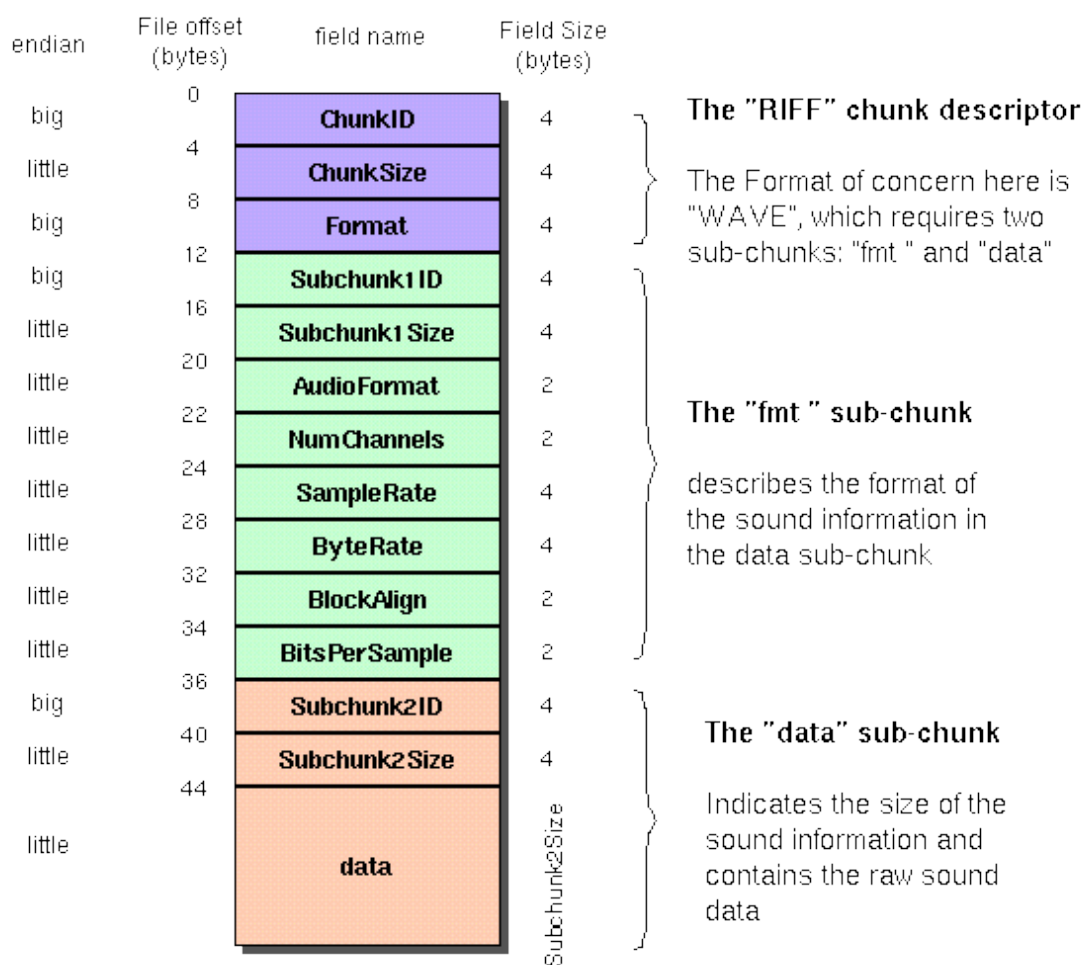 endian
File offset
(bytes)
field name
Field Size
(bytes)
0
big
ChunkID
4
The "RIFF" chunk descriptor
4
little
ChunkSize
4
The Format of concern here is
"WAVE", which requires two
sub-chunks: "fmt " and "data"
8
big
Format
4
12
big
Subchunk1ID
4
16
little
Subchunk1Size
4
20
little
AudioFormat
2
22
little
NumChannels
2
The "fmt " sub-chunk
describes the format of
the sound information in
the data sub-chunk
24
little
SampleRate
4
28
little
ByteRate
4
32
little
BlockAlign
2
34
little
BitsPerSample
2
36
big
Subchunk2ID
4
40
little
Subchunk2Size
4
The "data" sub-chunk
Indicates the size of the
sound information and
contains the raw sound
data
44
little
data
Subchunk2Size